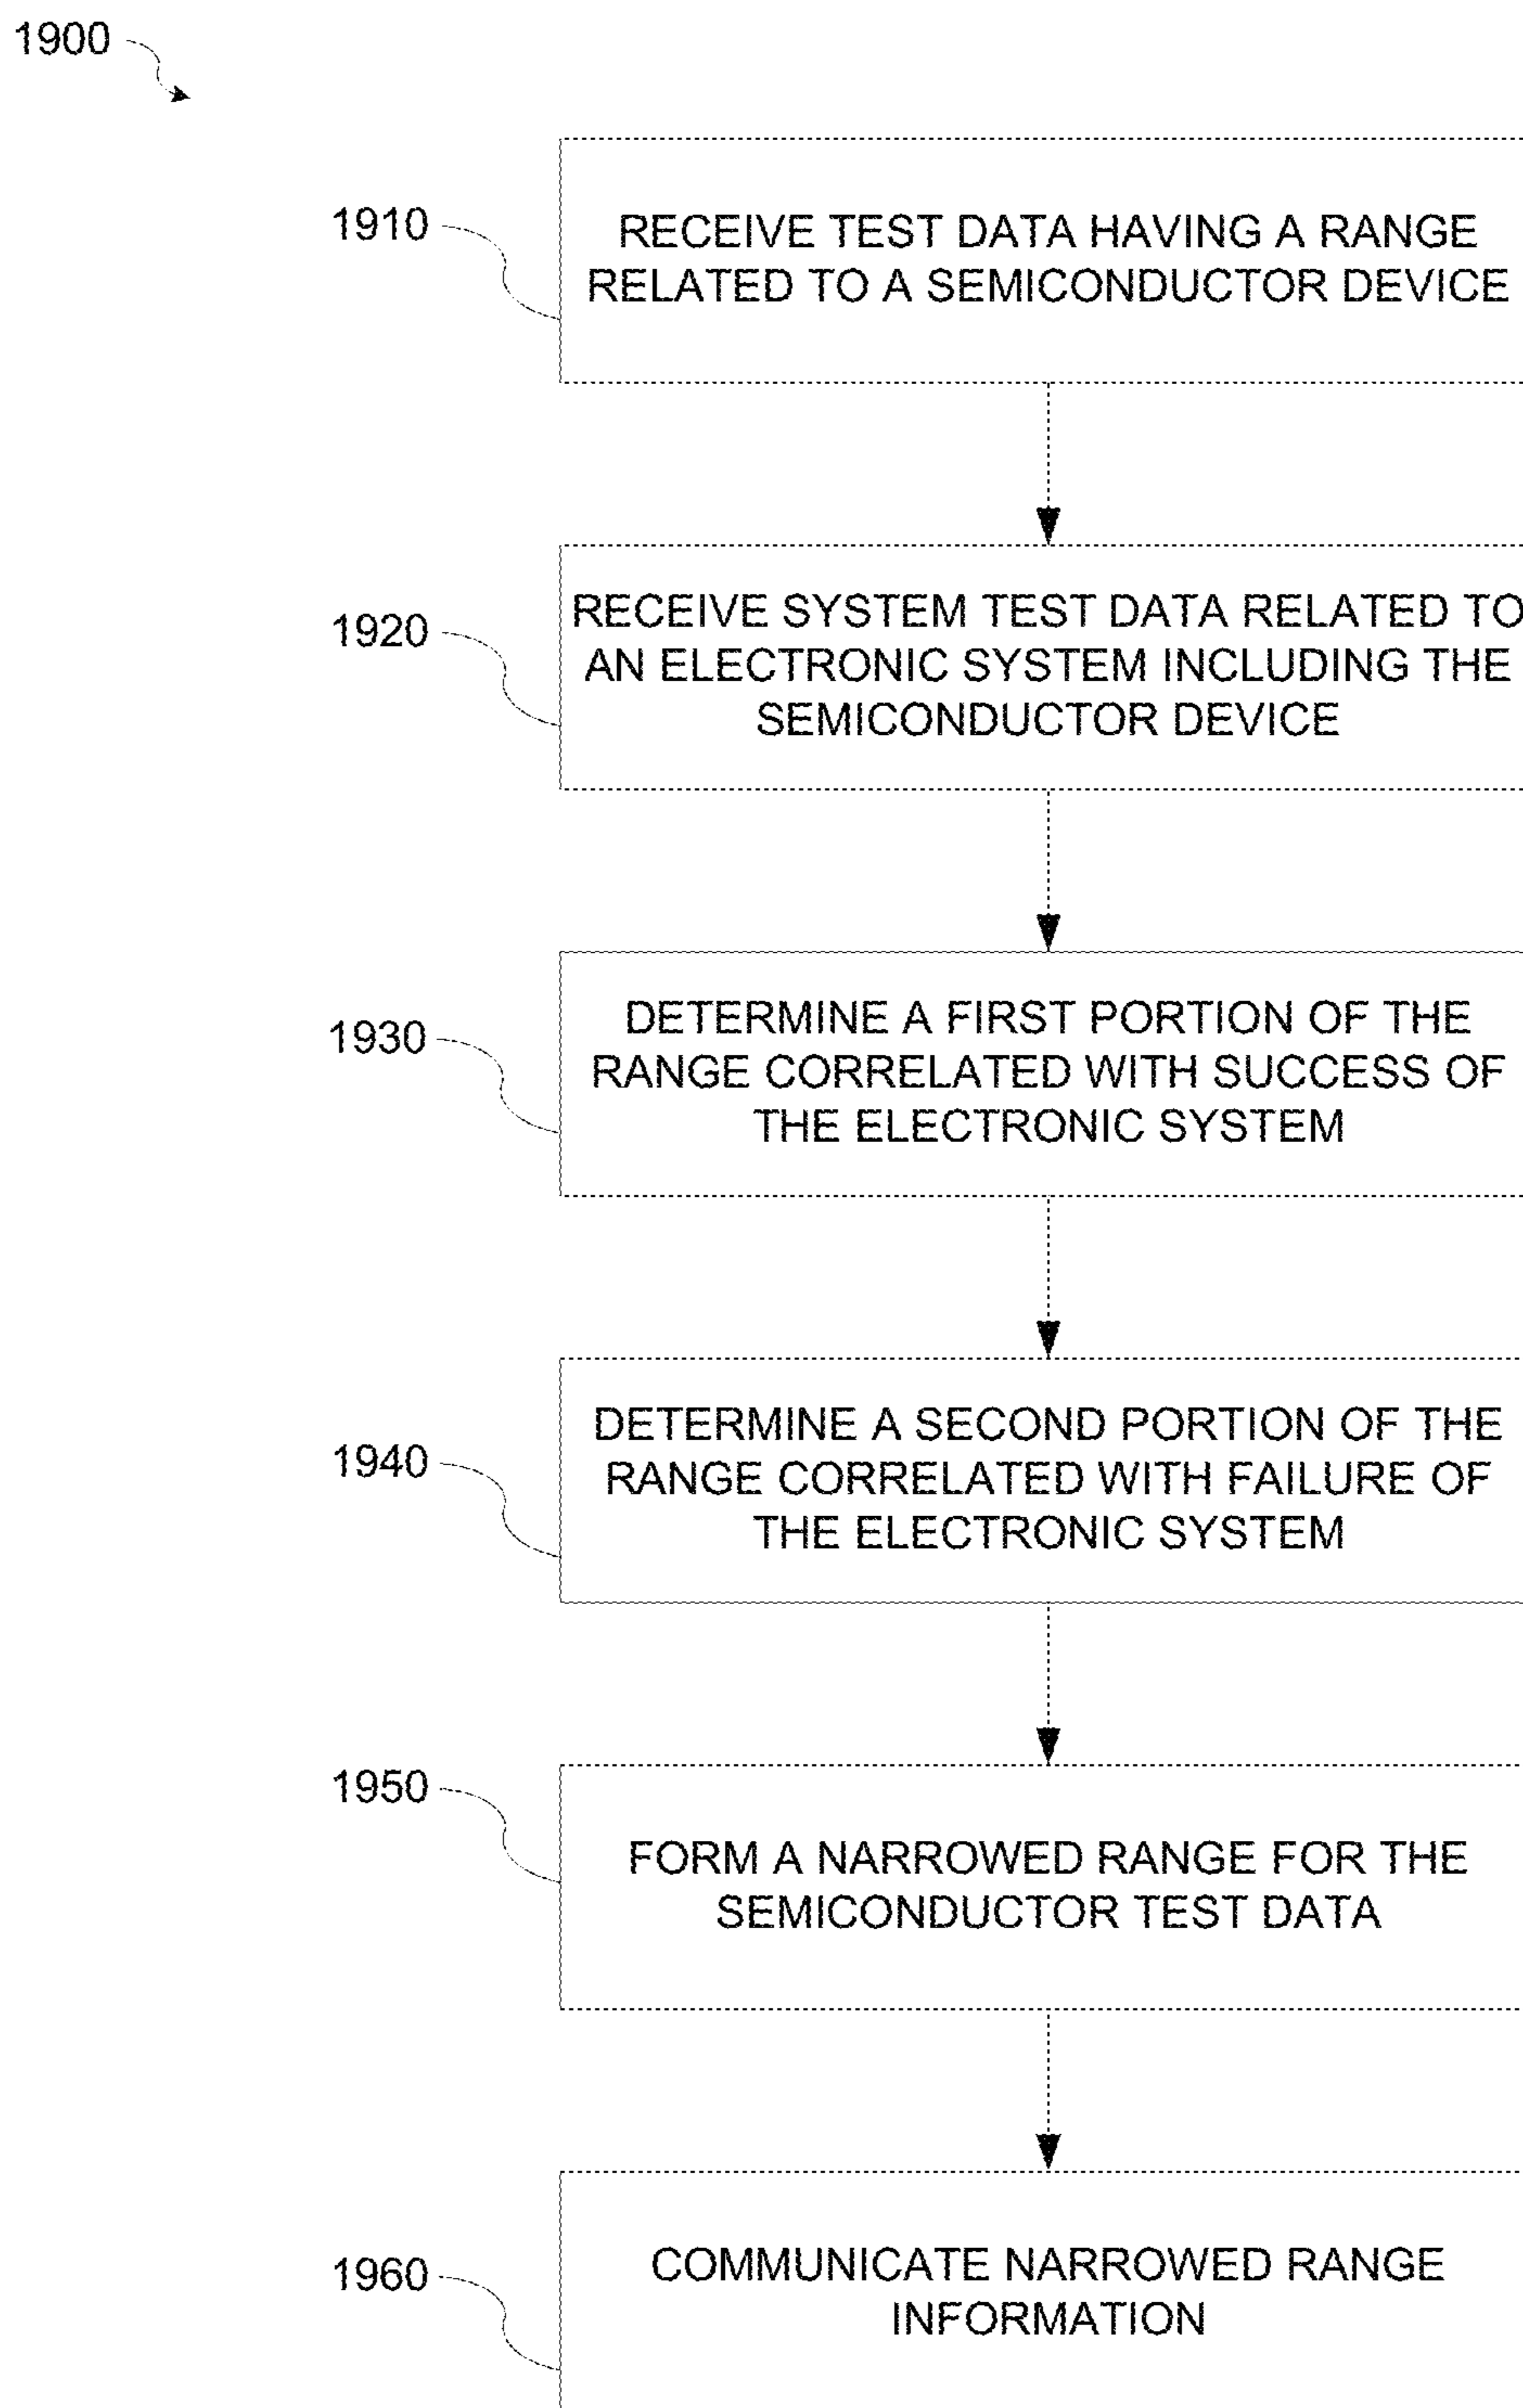 1900
1910
RECEIVE TEST DATA HAVING A RANGE
RELATED TO A SEMICONDUCTOR DEVICE
1920
RECEIVE SYSTEM TEST DATA RELATED TO
AN ELECTRONIC SYSTEM INCLUDING THE
SEMICONDUCTOR DEVICE
1930
DETERMINE A FIRST PORTION OF THE
RANGE CORRELATED WITH SUCCESS OF
THE ELECTRONIC SYSTEM
1940
DETERMINE A SECOND PORTION OF THE
RANGE CORRELATED WITH FAILURE OF
THE ELECTRONIC SYSTEM
1950
FORM A NARROWED RANGE FOR THE
SEMICONDUCTOR TEST DATA
1960
COMMUNICATE NARROWED RANGE
INFORMATION